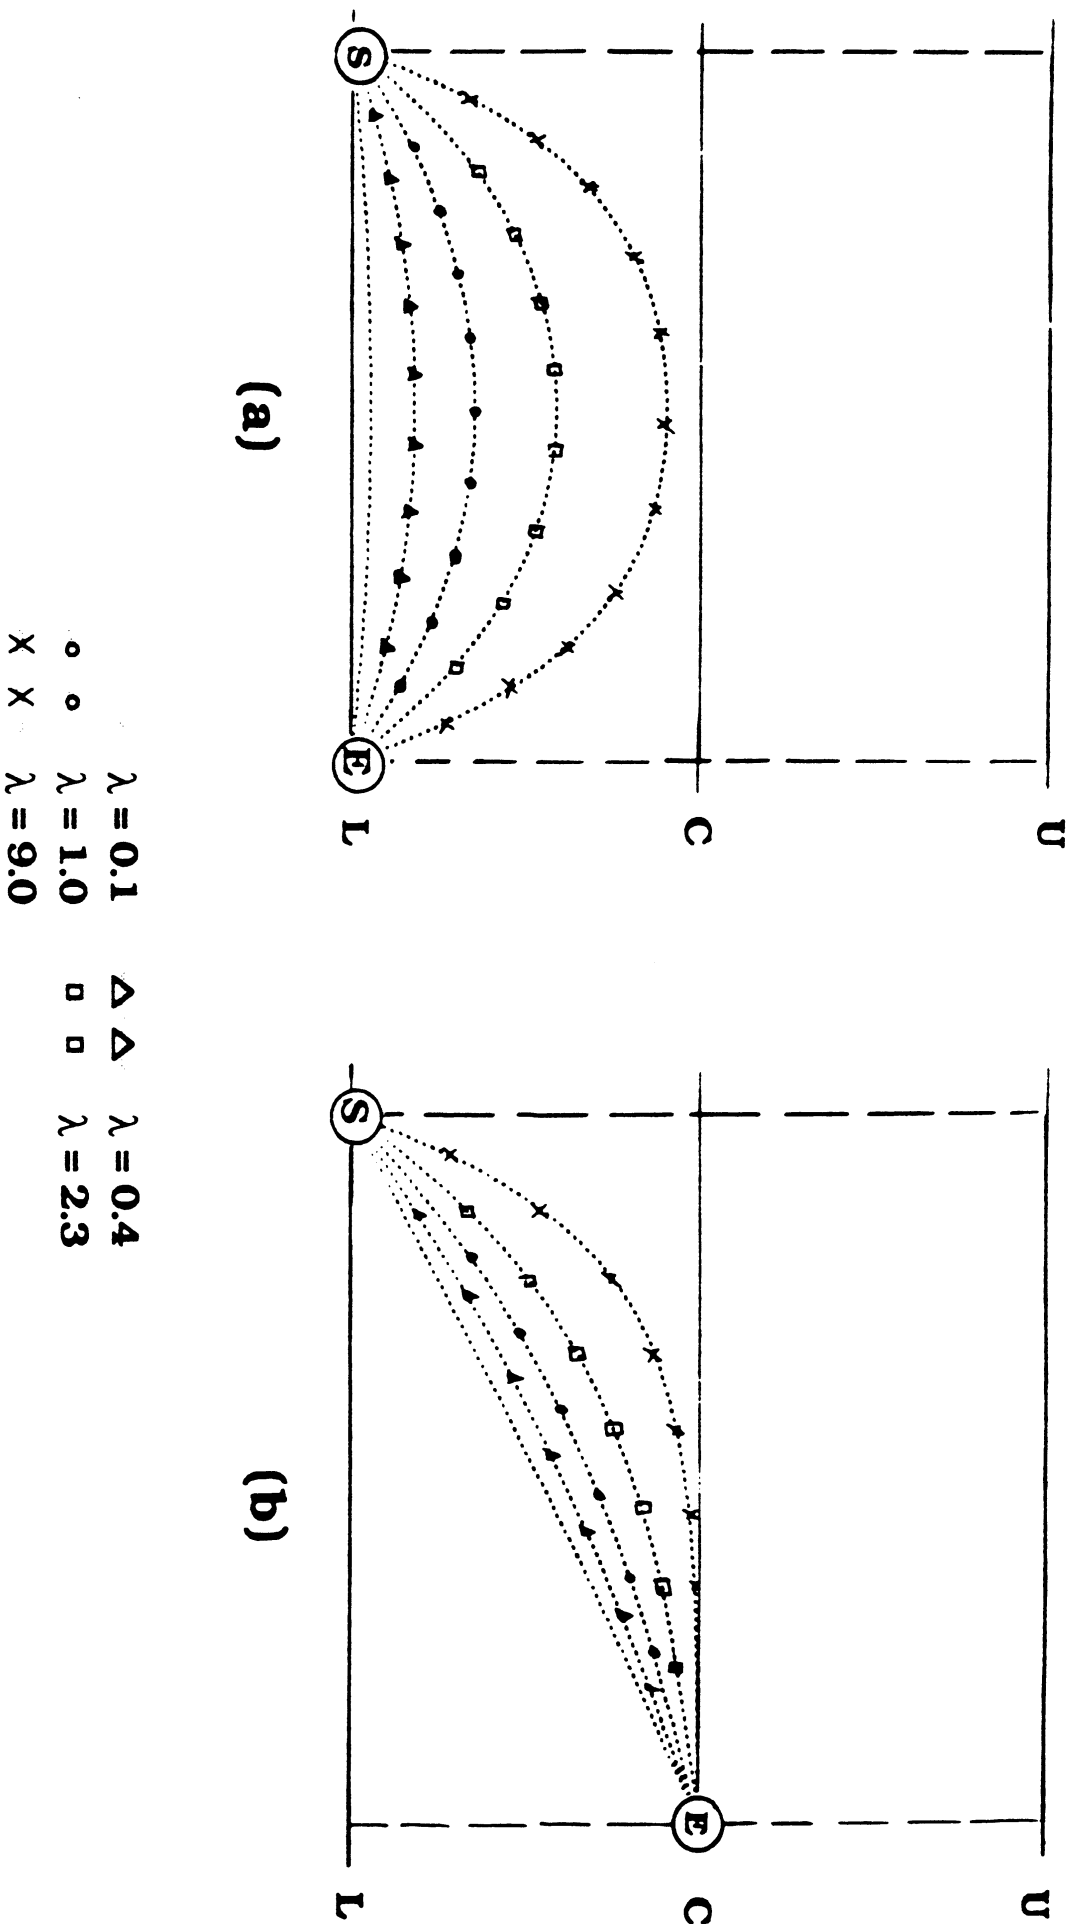 U
C
S E L
(a)
U
E C
S L
(b)
λ = 0.1 λ = 0.4
λ = 1.0 λ = 2.3
λ = 9.0